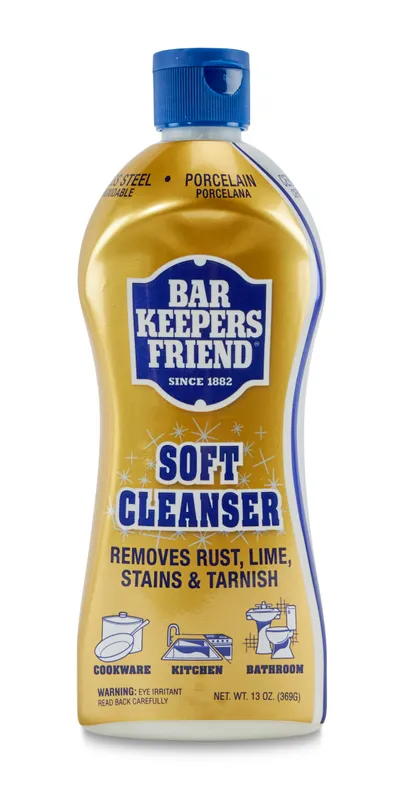 STEEL • PORCELAIN
PORCELANA
BAR
KEEPERS
FRIEND®
SINCE 1882
SOFT
CLEANSER
REMOVES RUST, LIME,
STAINS & TARNISH
COOKWARE KITCHEN BATHROOM
WARNING: EYE IRRITANT
READ BACK CAREFULLY
NET. WT. 13 OZ. (369G)